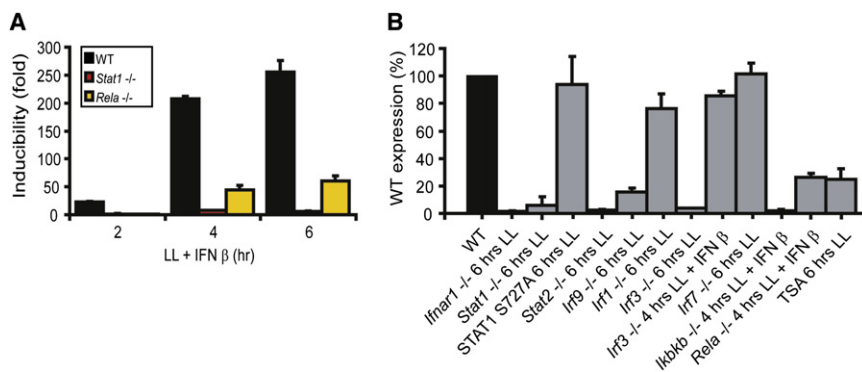 A
Inducibility (fold)
300
250
200
150
100
50
0
WT
Stat1 -/-
Rela -/-
2 4 6
LL + IFN β (hr)
B
WT expression (%)
120
100
80
60
40
20
0
WT
Ifnar1 -/- 6 hrs LL
Stat1 -/- 6 hrs LL
STAT1 S727A 6 hrs LL
Stat2 -/- 6 hrs LL
Irf9 -/- 6 hrs LL
Irf1 -/- 6 hrs LL
Irf3 -/- 6 hrs LL
Irf3 -/- 4 hrs LL + IFN β
Irf7 -/- 6 hrs LL
Ikbkb -/- 4 hrs LL + IFN β
Rela -/- 4 hrs LL + IFN β
TSA 6 hrs LL